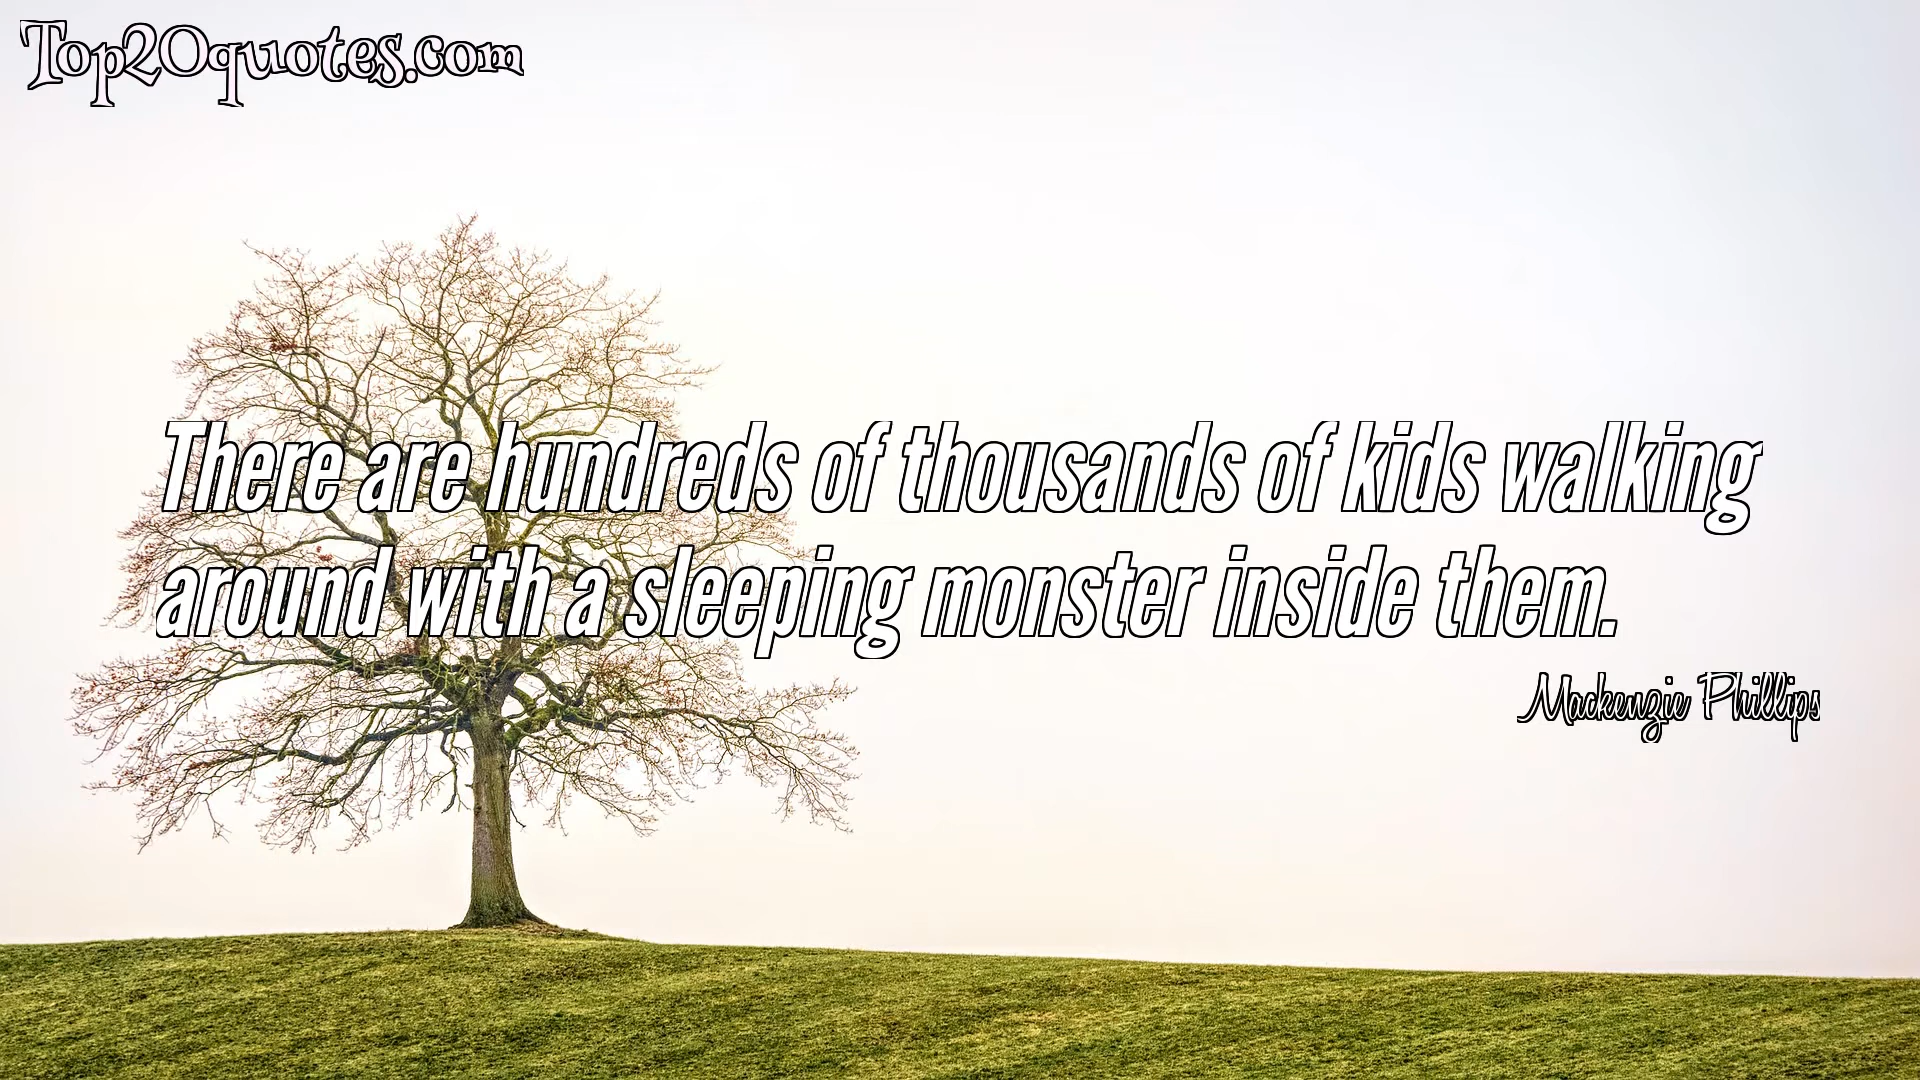 Top20quotes.com
There are hundreds of thousands of kids walking
around with a sleeping monster inside them.
Mackenzie Phillips